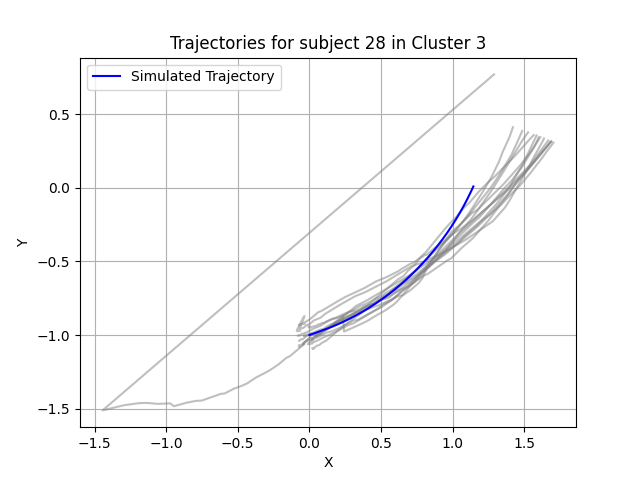 Trajectories for subject 28 in Cluster 3
Simulated Trajectory
Y
0.5
0.0
−0.5
−1.0
−1.5
−1.5 −1.0 −0.5 0.0 0.5 1.0 1.5
X